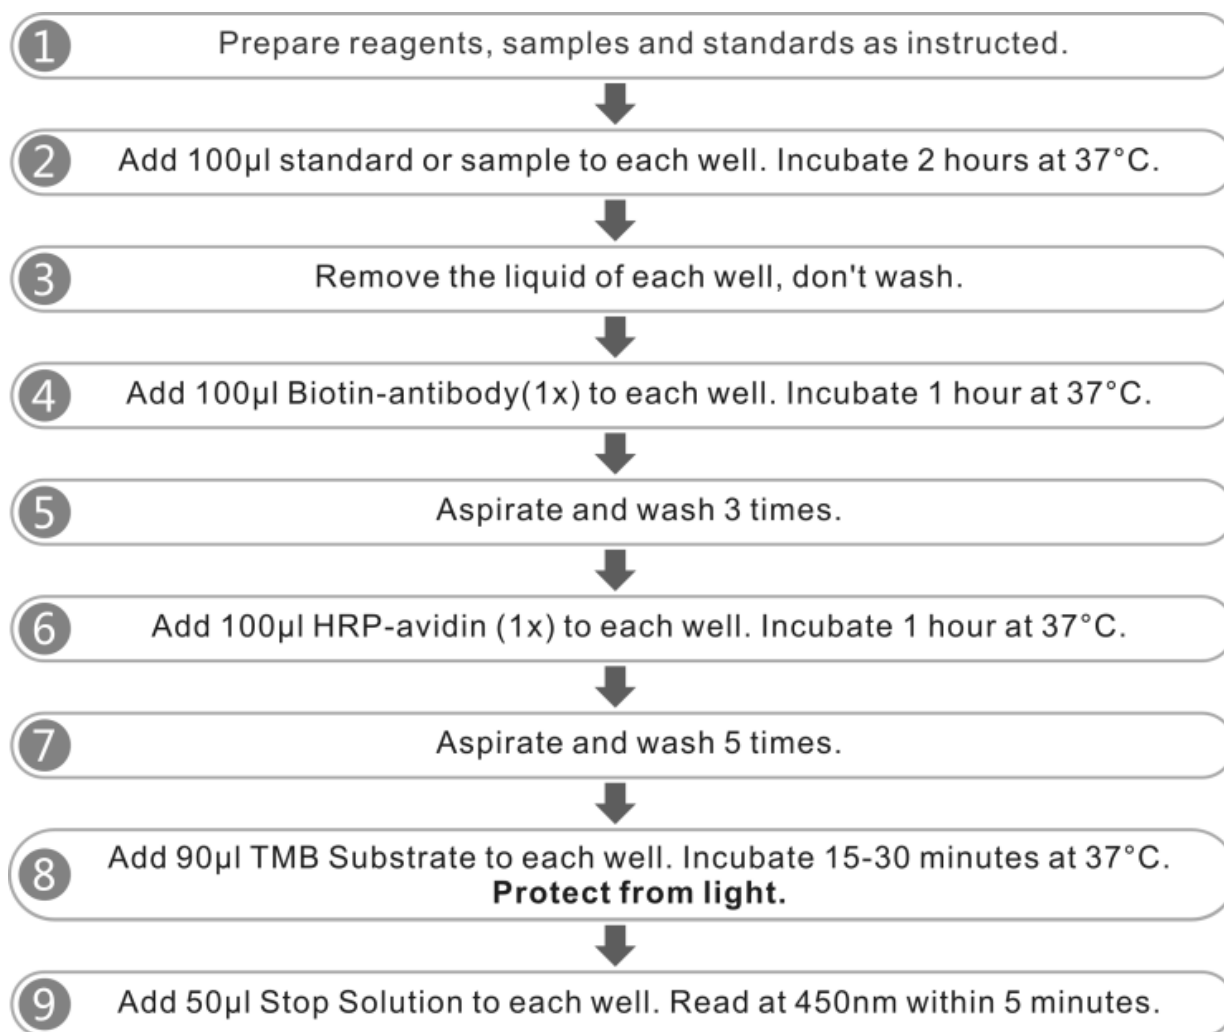 1 Prepare reagents, samples and standards as instructed.
2 Add 100µl standard or sample to each well. Incubate 2 hours at 37°C.
3 Remove the liquid of each well, don't wash.
4 Add 100µl Biotin-antibody(1x) to each well. Incubate 1 hour at 37°C.
5 Aspirate and wash 3 times.
6 Add 100µl HRP-avidin (1x) to each well. Incubate 1 hour at 37°C.
7 Aspirate and wash 5 times.
8 Add 90µl TMB Substrate to each well. Incubate 15-30 minutes at 37°C.
Protect from light.
9 Add 50µl Stop Solution to each well. Read at 450nm within 5 minutes.